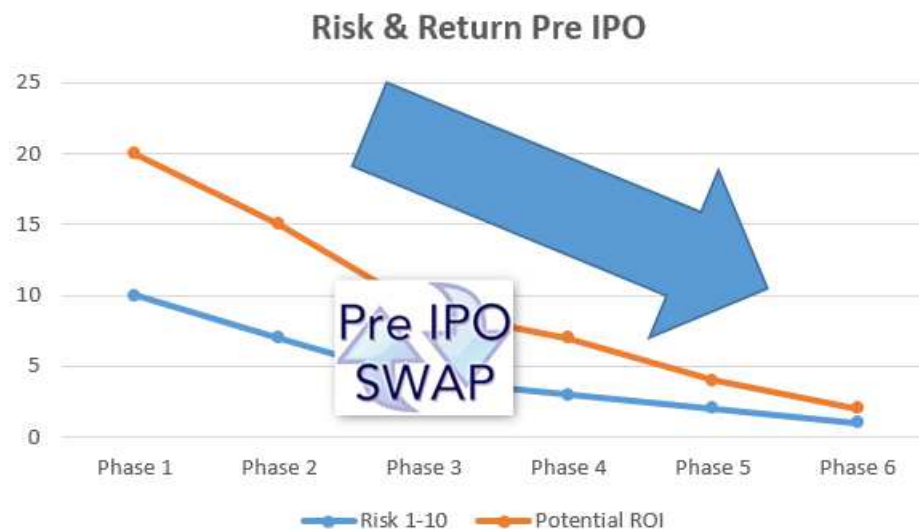 Risk & Return Pre IPO
25
20
15
10
5
0
Pre IPO
SWAP
Phase 1 Phase 2 Phase 3 Phase 4 Phase 5 Phase 6
Risk 1-10 Potential ROI